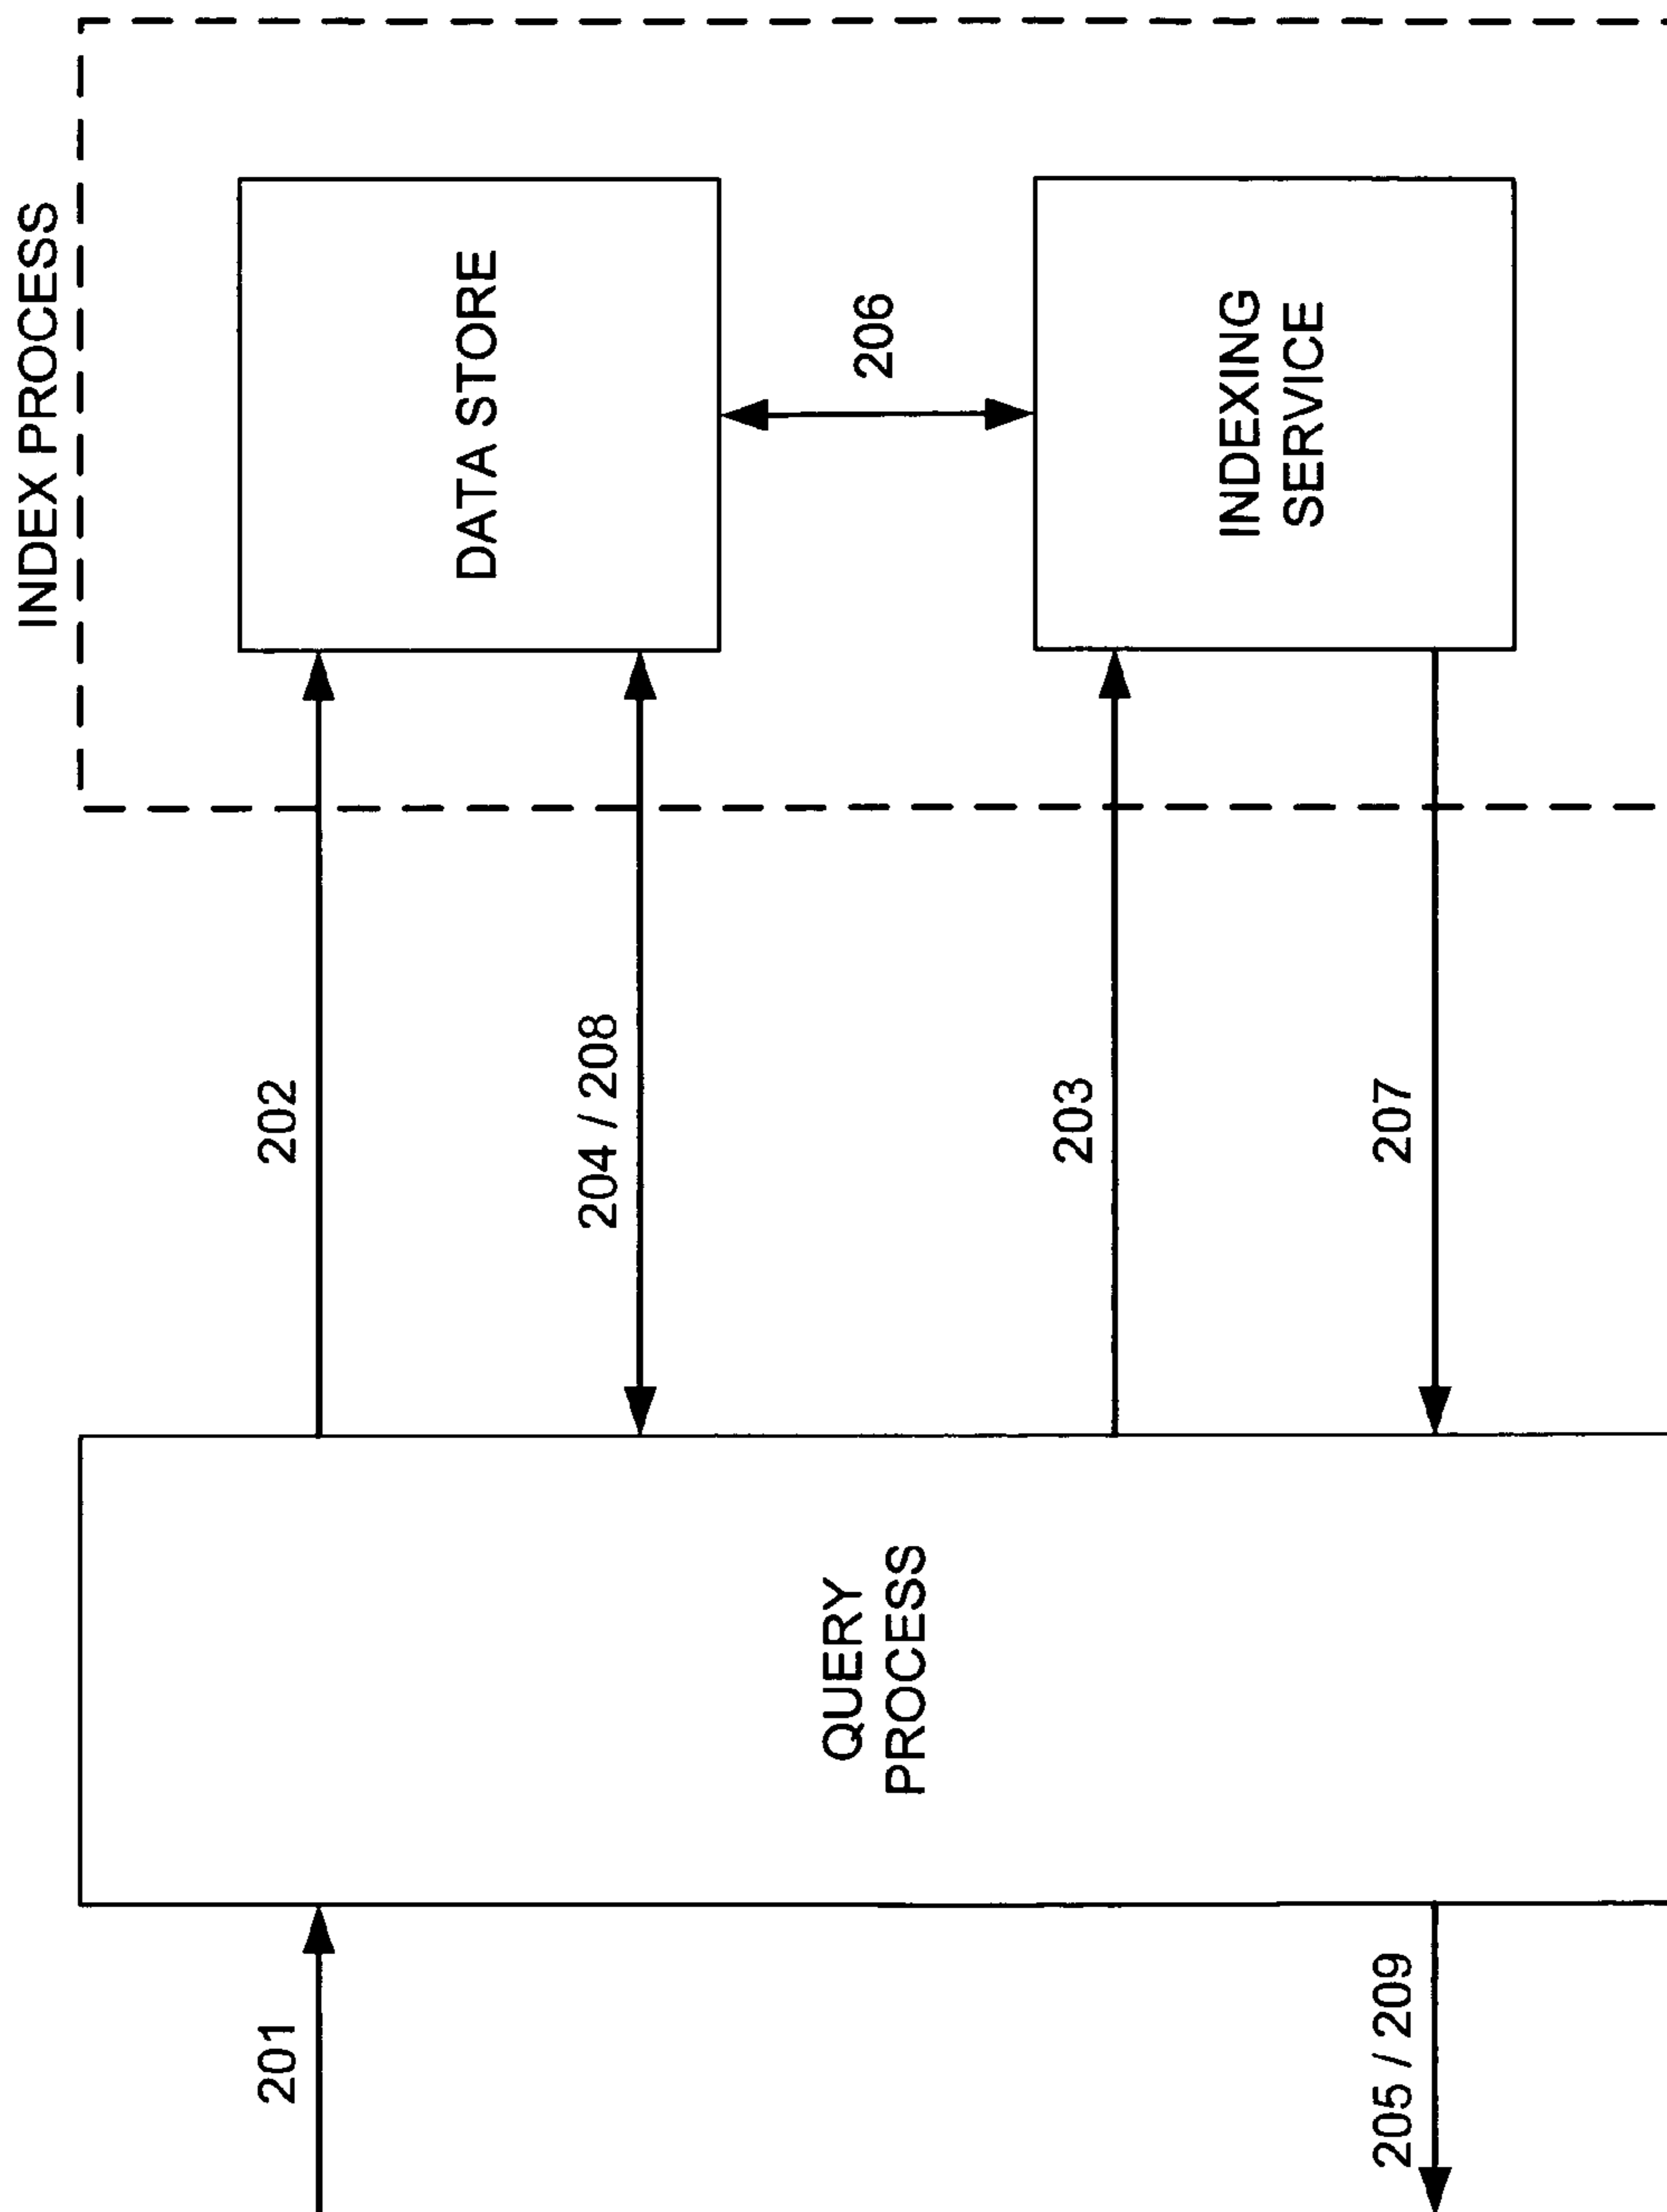 INDEX PROCESS
201
202
DATA STORE
204 / 208
206
QUERY
PROCESS
203
INDEXING
SERVICE
205 / 209
207